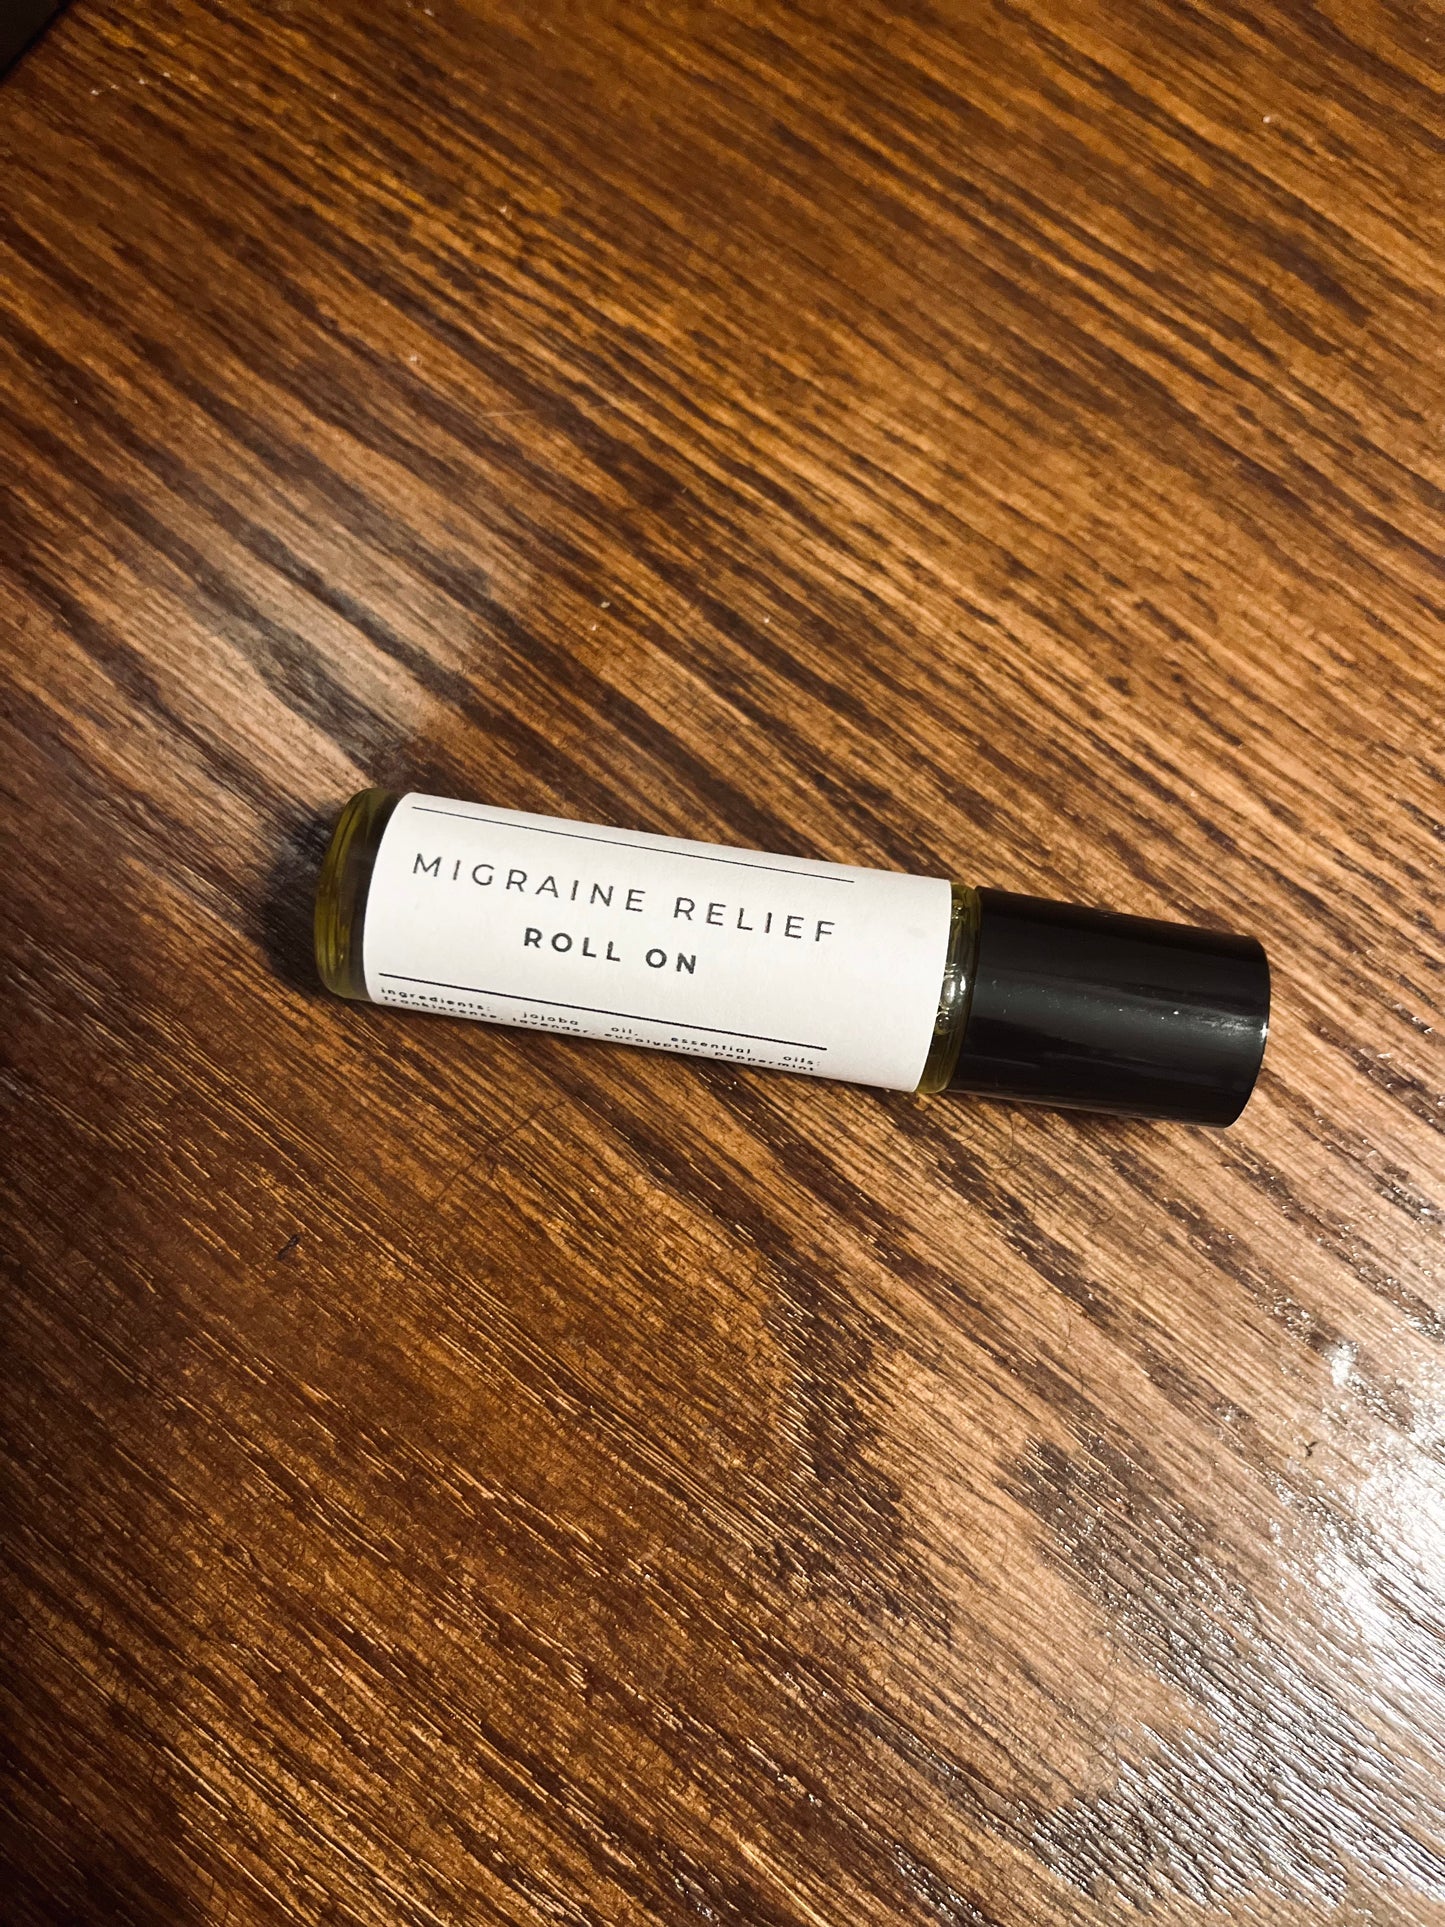 MIGRAINE RELIEF
ROLL ON
ingredients: jojoba oil, essential oils:
frankincense, lavender, eucalyptus, peppermint